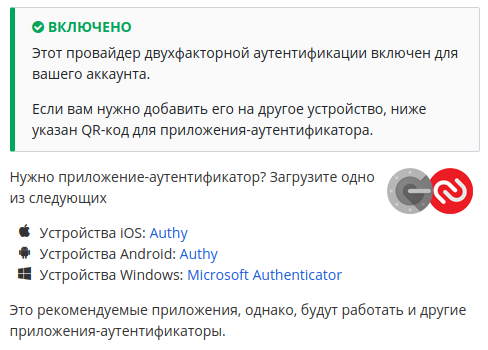 ВКЛЮЧЕНО
Этот провайдер двухфакторной аутентификации включен для
вашего аккаунта.
Если вам нужно добавить его на другое устройство, ниже
указан QR-код для приложения-аутентификатора.
Нужно приложение-аутентификатор? Загрузите одно
из следующих
Устройства iOS: Authy
Устройства Android: Authy
Устройства Windows: Microsoft Authenticator
Это рекомендуемые приложения, однако, будут работать и другие
приложения-аутентификаторы.